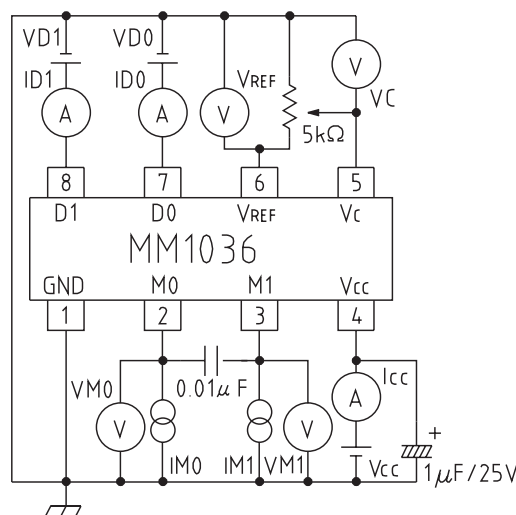 VD1
VD0
VREF
V
ID1
ID0
VC
A
A
V
5kΩ
8
7
6
5
D1
D0
VREF
VC
MM1036
GND
M0
M1
VCC
1
2
3
4
VM0
0.01μF
ICC
A
V
V
+
IM0
IM1
VM1
VCC
1μF/25V